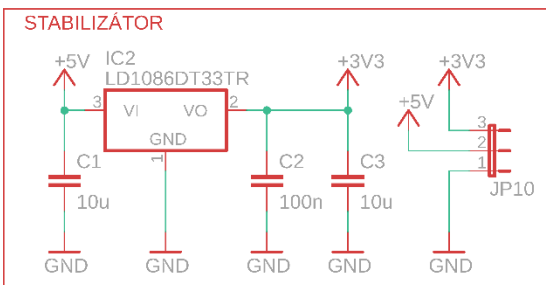 STABILIZÁTOR
+5V
IC2
LD1086DT33TR
+3V3
+3V3
3
VI
VO
2
+5V
GND
1
3
2
1
C1
C2
C3
JP10
10u
100n
10u
GND
GND
GND
GND
GND